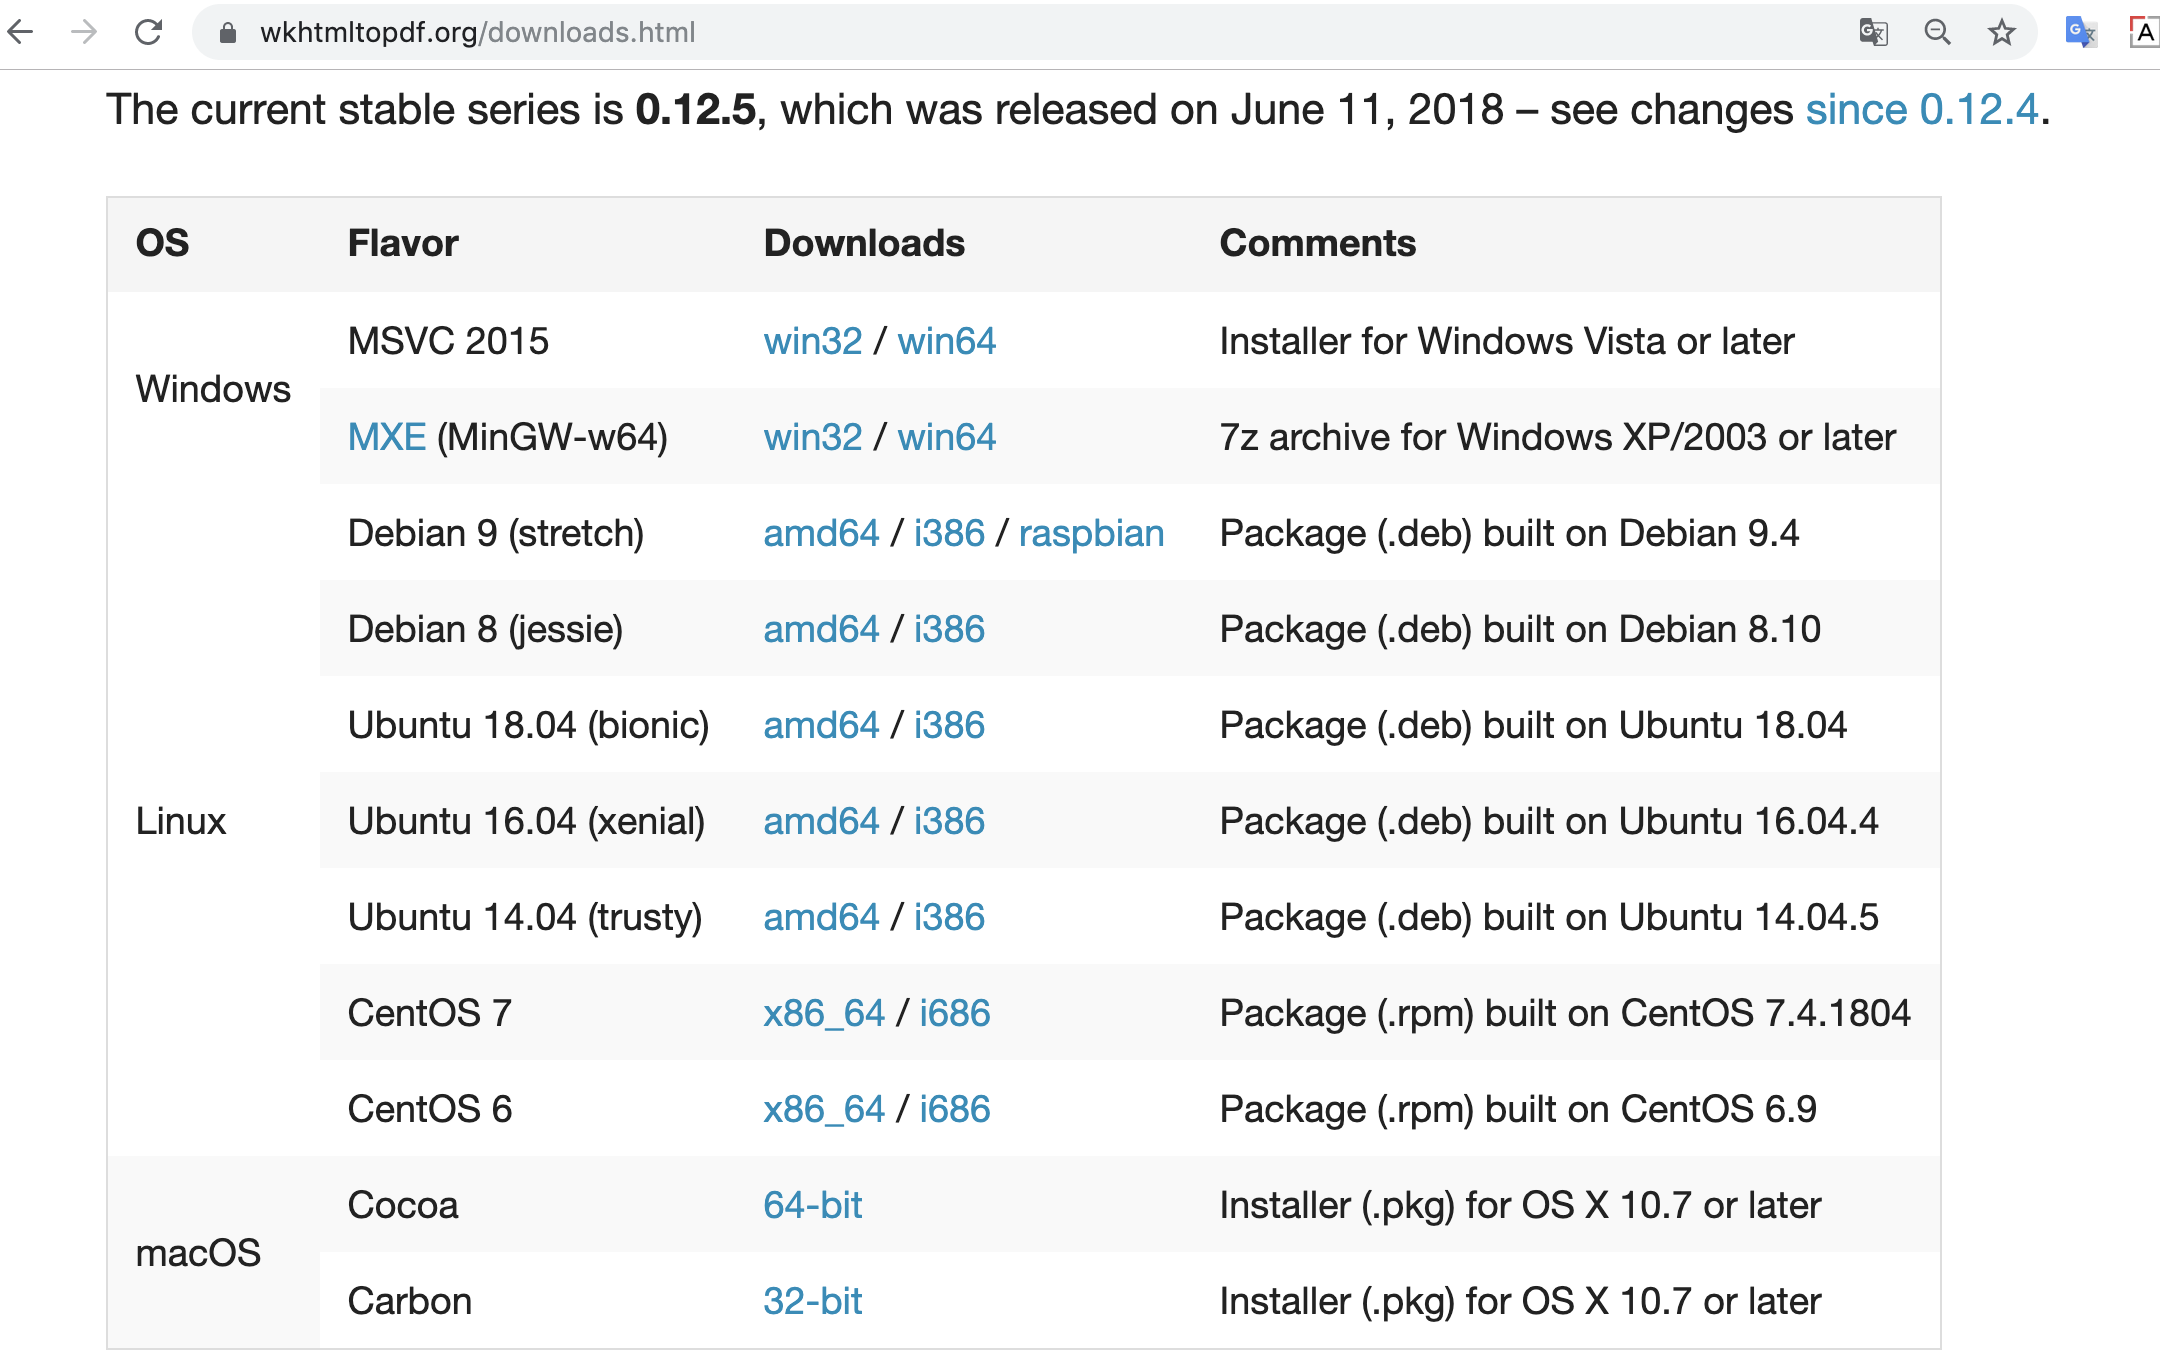 wkhtmltopdf.org/downloads.html
The current stable series is 0.12.5, which was released on June 11, 2018 – see changes since 0.12.4.
OS Flavor Downloads Comments
Windows
MSVC 2015 win32 / win64 Installer for Windows Vista or later
MXE (MinGW-w64) win32 / win64 7z archive for Windows XP/2003 or later
Linux
Debian 9 (stretch) amd64 / i386 / raspbian Package (.deb) built on Debian 9.4
Debian 8 (jessie) amd64 / i386 Package (.deb) built on Debian 8.10
Ubuntu 18.04 (bionic) amd64 / i386 Package (.deb) built on Ubuntu 18.04
Ubuntu 16.04 (xenial) amd64 / i386 Package (.deb) built on Ubuntu 16.04.4
Ubuntu 14.04 (trusty) amd64 / i386 Package (.deb) built on Ubuntu 14.04.5
CentOS 7 x86_64 / i686 Package (.rpm) built on CentOS 7.4.1804
CentOS 6 x86_64 / i686 Package (.rpm) built on CentOS 6.9
macOS
Cocoa 64-bit Installer (.pkg) for OS X 10.7 or later
Carbon 32-bit Installer (.pkg) for OS X 10.7 or later